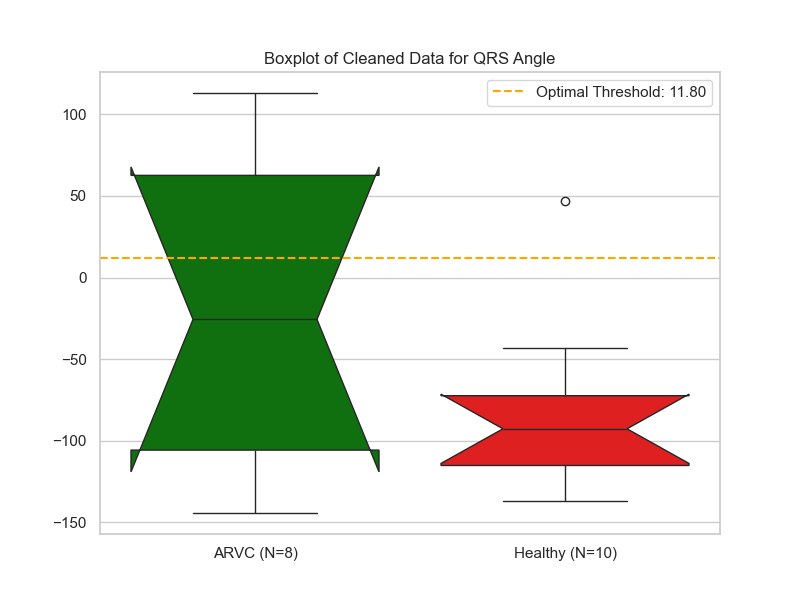 Boxplot of Cleaned Data for QRS Angle
Optimal Threshold: 11.80
100
50
0
−50
−100
−150
ARVC (N=8)
Healthy (N=10)